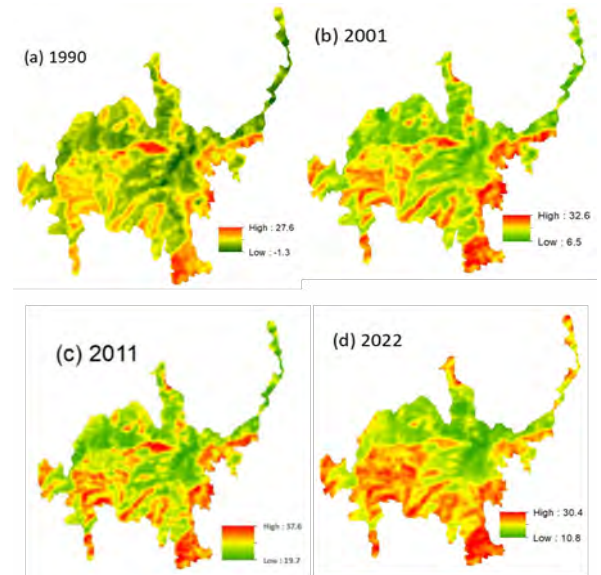 (a) 1990
High : 27.6
Low : -1.3
(b) 2001
High : 32.6
Low : 6.5
(c) 2011
High : 37.6
Low : 19.7
(d) 2022
High : 30.4
Low : 10.8